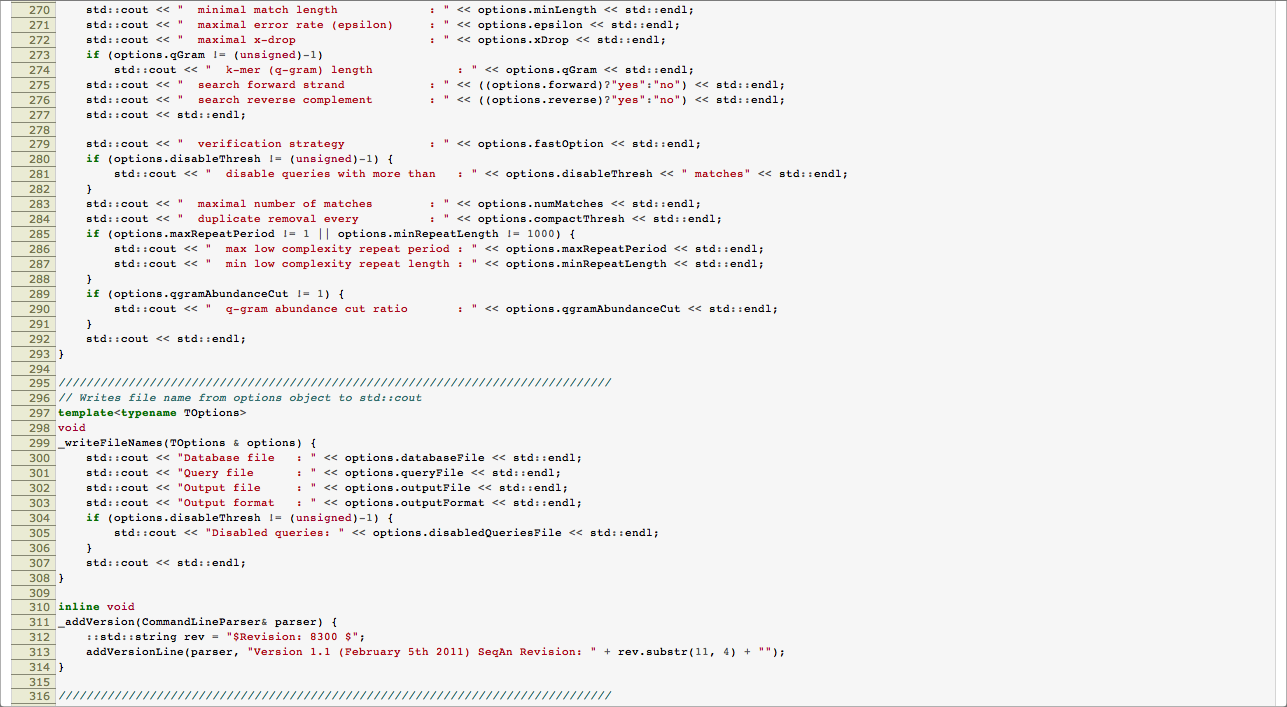 270     std::cout << "  minimal match length             : " << options.minLength << std::endl;
271     std::cout << "  maximal error rate (epsilon)     : " << options.epsilon << std::endl;
272     std::cout << "  maximal x-drop                   : " << options.xDrop << std::endl;
273     if (options.qGram != (unsigned)-1)
274         std::cout << "  k-mer (q-gram) length            : " << options.qGram << std::endl;
275     std::cout << "  search forward strand            : " << ((options.forward)?"yes":"no") << std::endl;
276     std::cout << "  search reverse complement        : " << ((options.reverse)?"yes":"no") << std::endl;
277     std::cout << std::endl;
278
279     std::cout << "  verification strategy            : " << options.fastOption << std::endl;
280     if (options.disableThresh != (unsigned)-1) {
281         std::cout << "  disable queries with more than   : " << options.disableThresh << " matches" << std::endl;
282     }
283     std::cout << "  maximal number of matches        : " << options.numMatches << std::endl;
284     std::cout << "  duplicate removal every          : " << options.compactThresh << std::endl;
285     if (options.maxRepeatPeriod != 1 || options.minRepeatLength != 1000) {
286         std::cout << "  max low complexity repeat period : " << options.maxRepeatPeriod << std::endl;
287         std::cout << "  min low complexity repeat length : " << options.minRepeatLength << std::endl;
288     }
289     if (options.qgramAbundanceCut != 1) {
290         std::cout << "  q-gram abundance cut ratio       : " << options.qgramAbundanceCut << std::endl;
291     }
292     std::cout << std::endl;
293 }
294
295 ///////////////////////////////////////////////////////////////////////////////
296 // Writes file name from options object to std::cout
297 template<typename TOptions>
298 void
299 _writeFileNames(TOptions & options) {
300     std::cout << "Database file   : " << options.databaseFile << std::endl;
301     std::cout << "Query file      : " << options.queryFile << std::endl;
302     std::cout << "Output file     : " << options.outputFile << std::endl;
303     std::cout << "Output format   : " << options.outputFormat << std::endl;
304     if (options.disableThresh != (unsigned)-1) {
305         std::cout << "Disabled queries: " << options.disabledQueriesFile << std::endl;
306     }
307     std::cout << std::endl;
308 }
309
310 inline void
311 _addVersion(CommandLineParser& parser) {
312     ::std::string rev = "$Revision: 8300 $";
313     addVersionLine(parser, "Version 1.1 (February 5th 2011) SeqAn Revision: " + rev.substr(11, 4) + "");
314 }
315
316 ///////////////////////////////////////////////////////////////////////////////